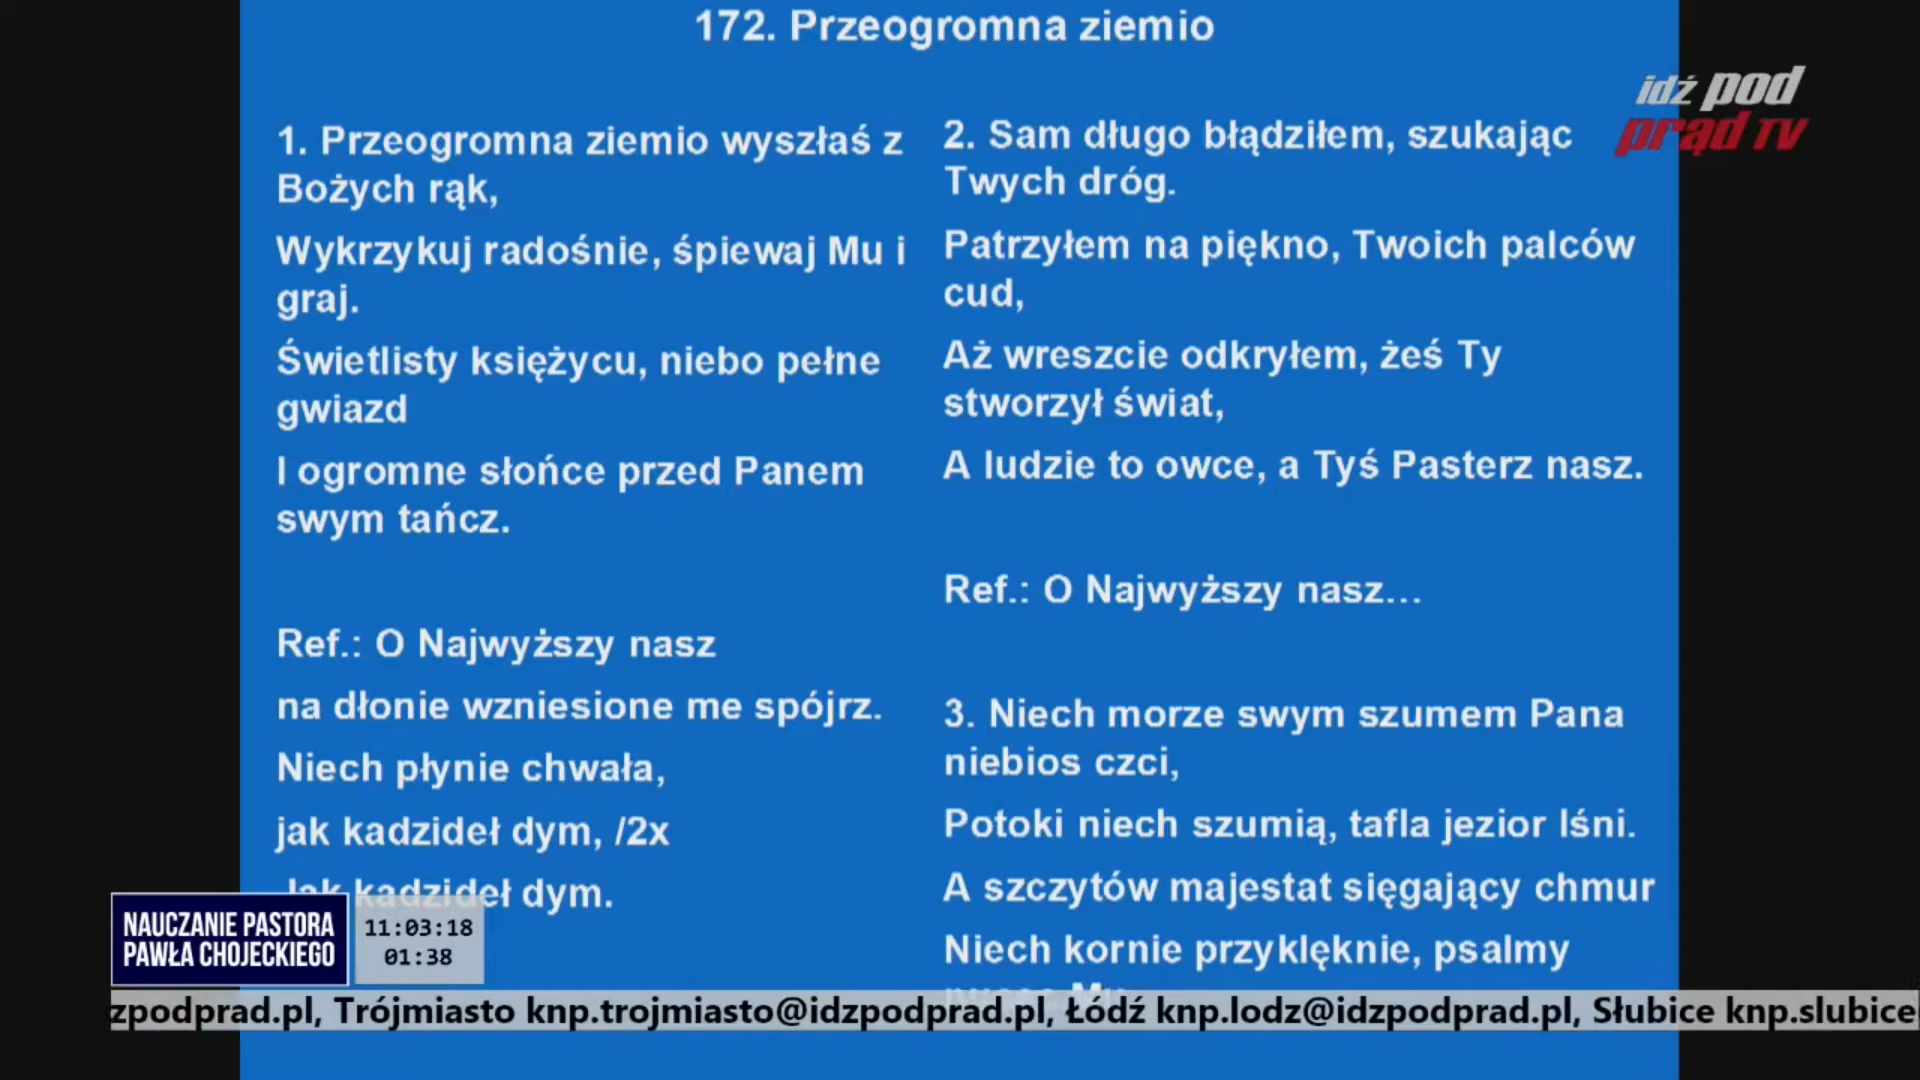 172. Przeogromna ziemio
idź pod
prąd TV
1. Przeogromna ziemio wyszłaś z
Bożych rąk,
Wykrzykuj radośnie, śpiewaj Mu i
graj.
Świetlisty księżycu, niebo pełne
gwiazd
I ogromne słońce przed Panem
swym tańcz.
Ref.: O Najwyższy nasz
na dłonie wzniesione me spójrz.
Niech płynie chwała,
jak kadzideł dym, /2x
Jak kadzideł dym.
2. Sam długo błądziłem, szukając
Twych dróg.
Patrzyłem na piękno, Twoich palców
cud,
Aż wreszcie odkryłem, żeś Ty
stworzył świat,
A ludzie to owce, a Tyś Pasterz nasz.
Ref.: O Najwyższy nasz...
3. Niech morze swym szumem Pana
niebios czci,
Potoki niech szumią, tafla jezior lśni.
A szczytów majestat sięgający chmur
Niech kornie przyklęknie, psalmy
NAUCZANIE PASTORA
PAWŁA CHOJECKIEGO
11:03:18
01:38
zpodprad.pl, Trójmiasto knp.trojmiasto@idzpodprad.pl, Łódź knp.lodz@idzpodprad.pl, Słubice knp.slubice